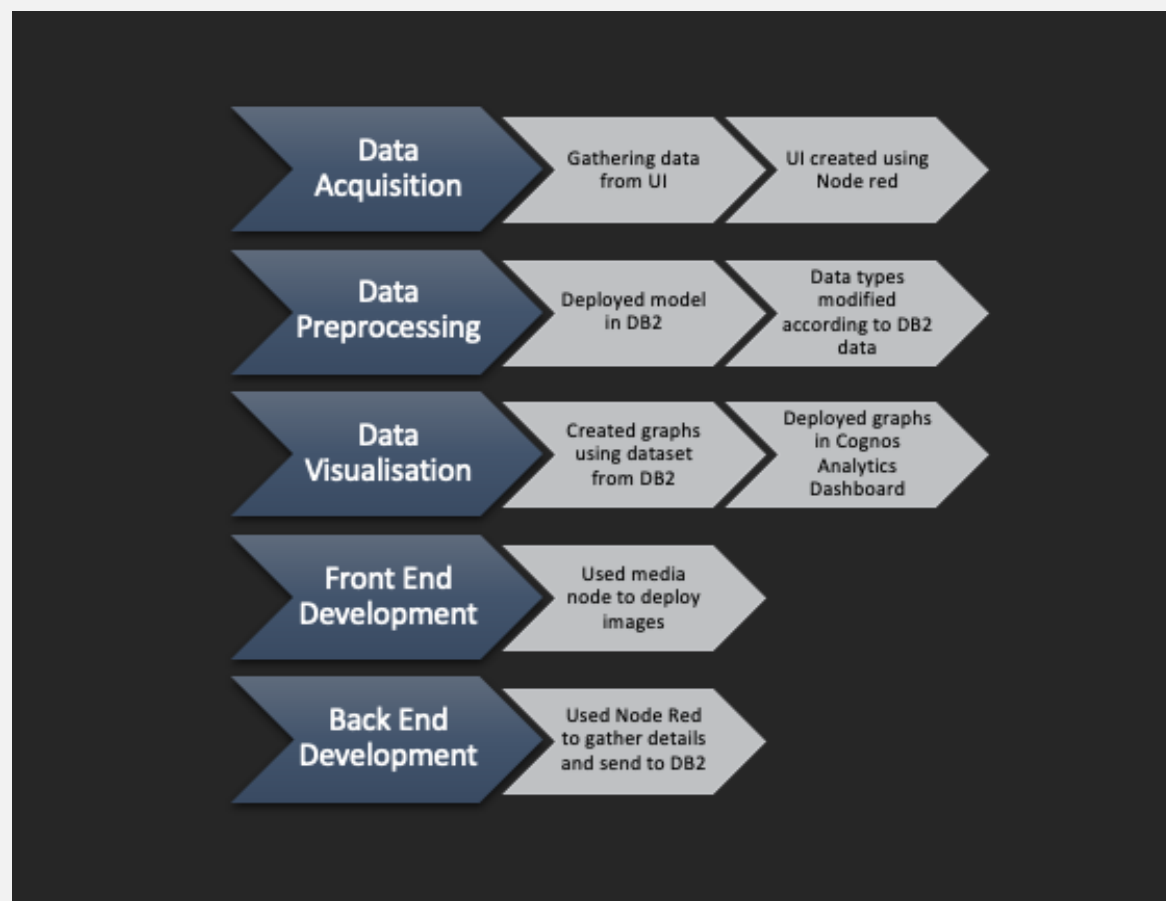 Data
Acquisition
Gathering data
from UI
UI created using
Node red
Data
Preprocessing
Deployed model
in DB2
Data types
modified
according to DB2
data
Data
Visualisation
Created graphs
using dataset
from DB2
Deployed graphs
in Cognos
Analytics
Dashboard
Front End
Development
Used media
node to deploy
images
Back End
Development
Used Node Red
to gather details
and send to DB2